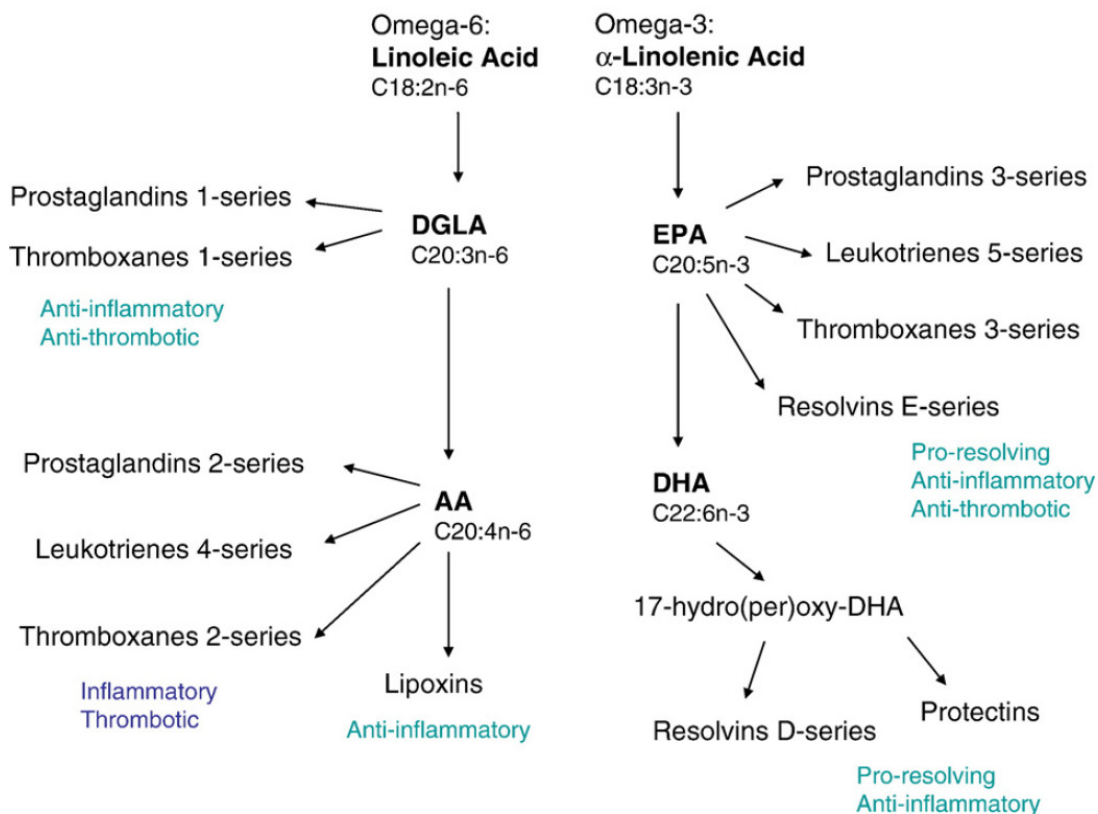 Omega-6:
Linoleic Acid
C18:2n-6
Omega-3:
α-Linolenic Acid
C18:3n-3
Prostaglandins 1-series
Thromboxanes 1-series
Anti-inflammatory
Anti-thrombotic
DGLA
C20:3n-6
EPA
C20:5n-3
Prostaglandins 3-series
Leukotrienes 5-series
Thromboxanes 3-series
Resolvins E-series
Pro-resolving
Anti-inflammatory
Anti-thrombotic
Prostaglandins 2-series
Leukotrienes 4-series
Thromboxanes 2-series
Inflammatory
Thrombotic
AA
C20:4n-6
Lipoxins
Anti-inflammatory
DHA
C22:6n-3
17-hydro(per)oxy-DHA
Resolvins D-series
Protectins
Pro-resolving
Anti-inflammatory